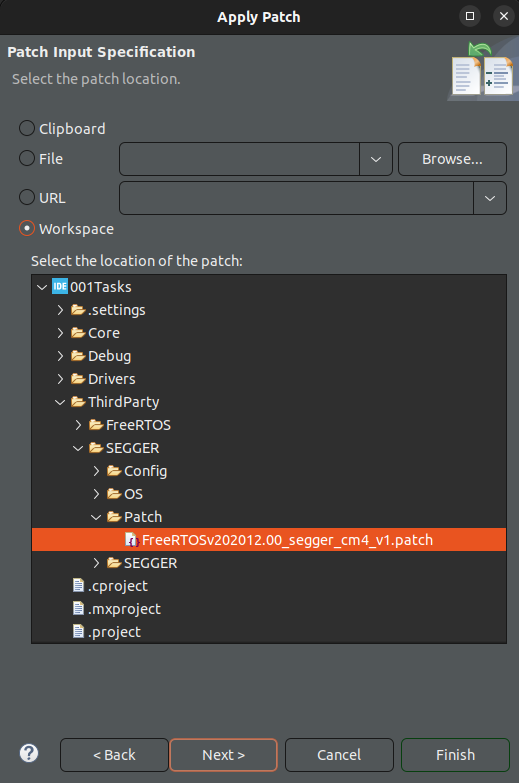 Apply Patch
Patch Input Specification
Select the patch location.
Clipboard
File
Browse...
URL
Workspace
Select the location of the patch:
IDE 001Tasks
.settings
Core
Debug
Drivers
ThirdParty
FreeRTOS
SEGGER
Config
OS
Patch
FreeRTOSv202012.00_segger_cm4_v1.patch
SEGGER
.cproject
.mxproject
.project
? < Back Next > Cancel Finish